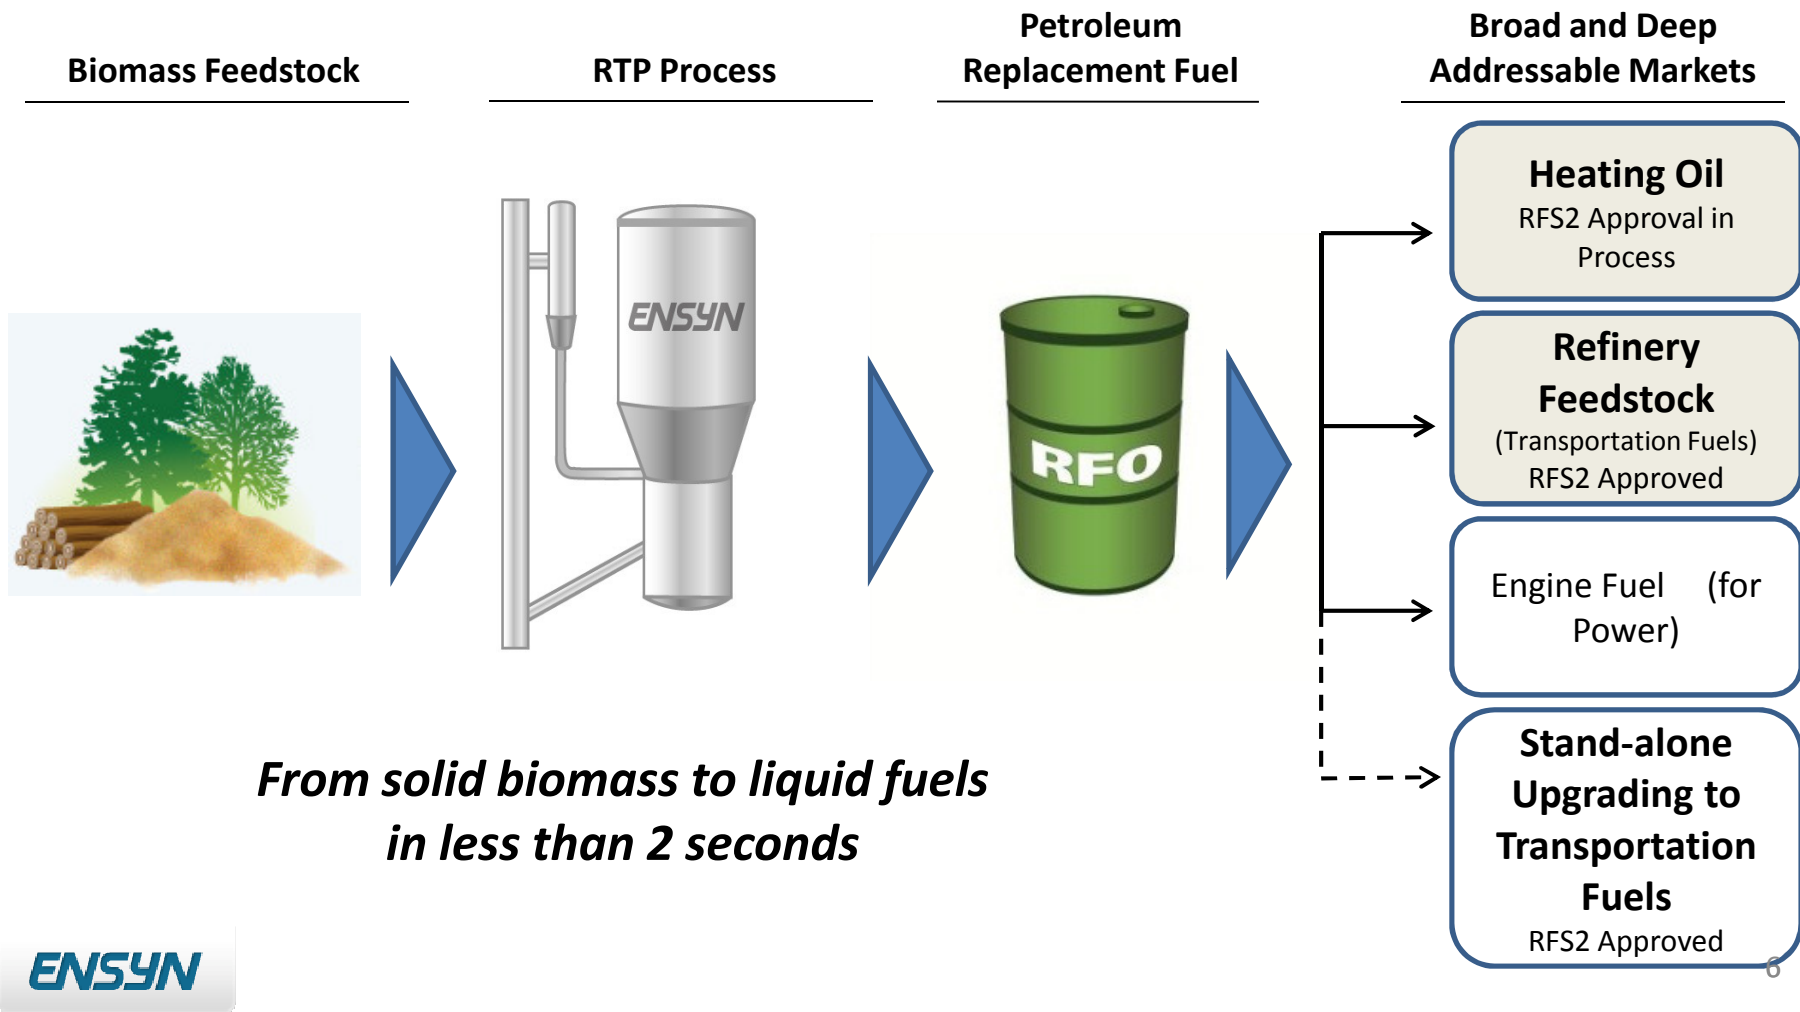 Biomass Feedstock
RTP Process
Petroleum
Replacement Fuel
Broad and Deep
Addressable Markets
ENSYN
RFO
Heating Oil
RFS2 Approval in
Process
Refinery
Feedstock
(Transportation Fuels)
RFS2 Approved
Engine Fuel (for
Power)
Stand-alone
Upgrading to
Transportation
Fuels
RFS2 Approved
From solid biomass to liquid fuels
in less than 2 seconds
ENSYN
6